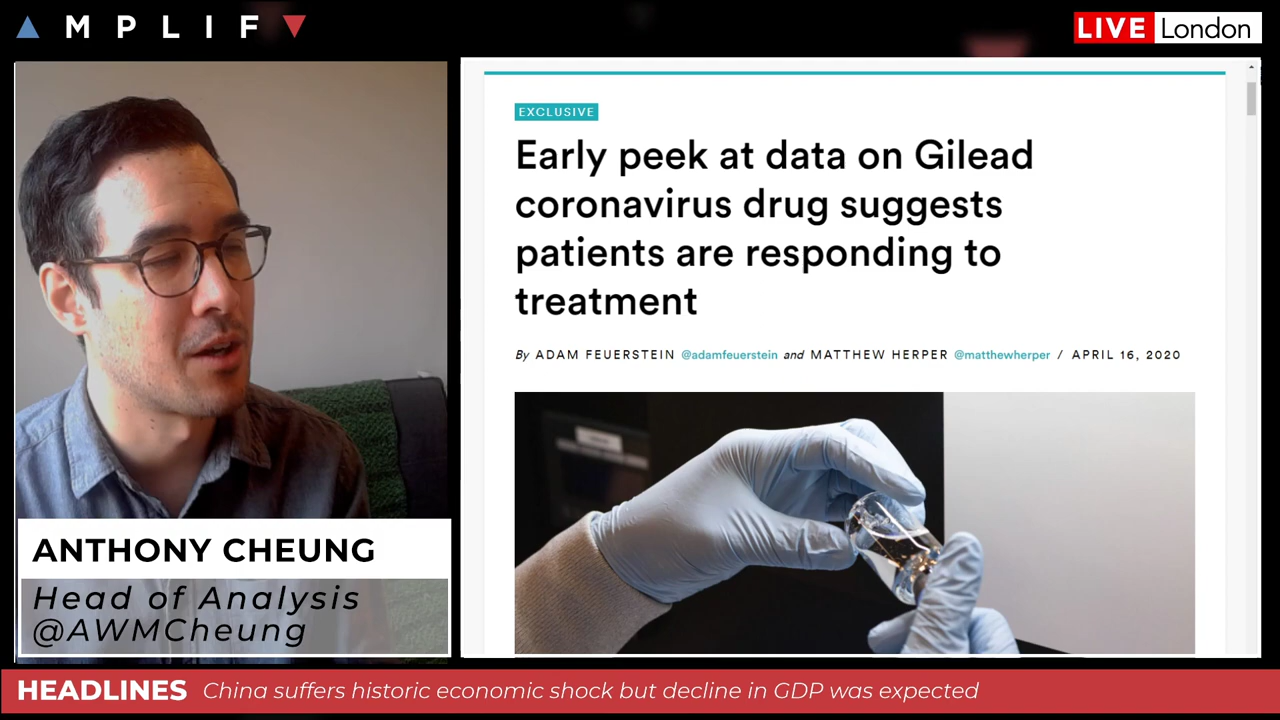 AMPLIFY
LIVE London
EXCLUSIVE
Early peek at data on Gilead
coronavirus drug suggests
patients are responding to
treatment
By ADAM FEUERSTEIN @adamfeuerstein and MATTHEW HERPER @matthewherper / APRIL 16, 2020
ANTHONY CHEUNG
Head of Analysis
@AWMCheung
HEADLINES China suffers historic economic shock but decline in GDP was expected